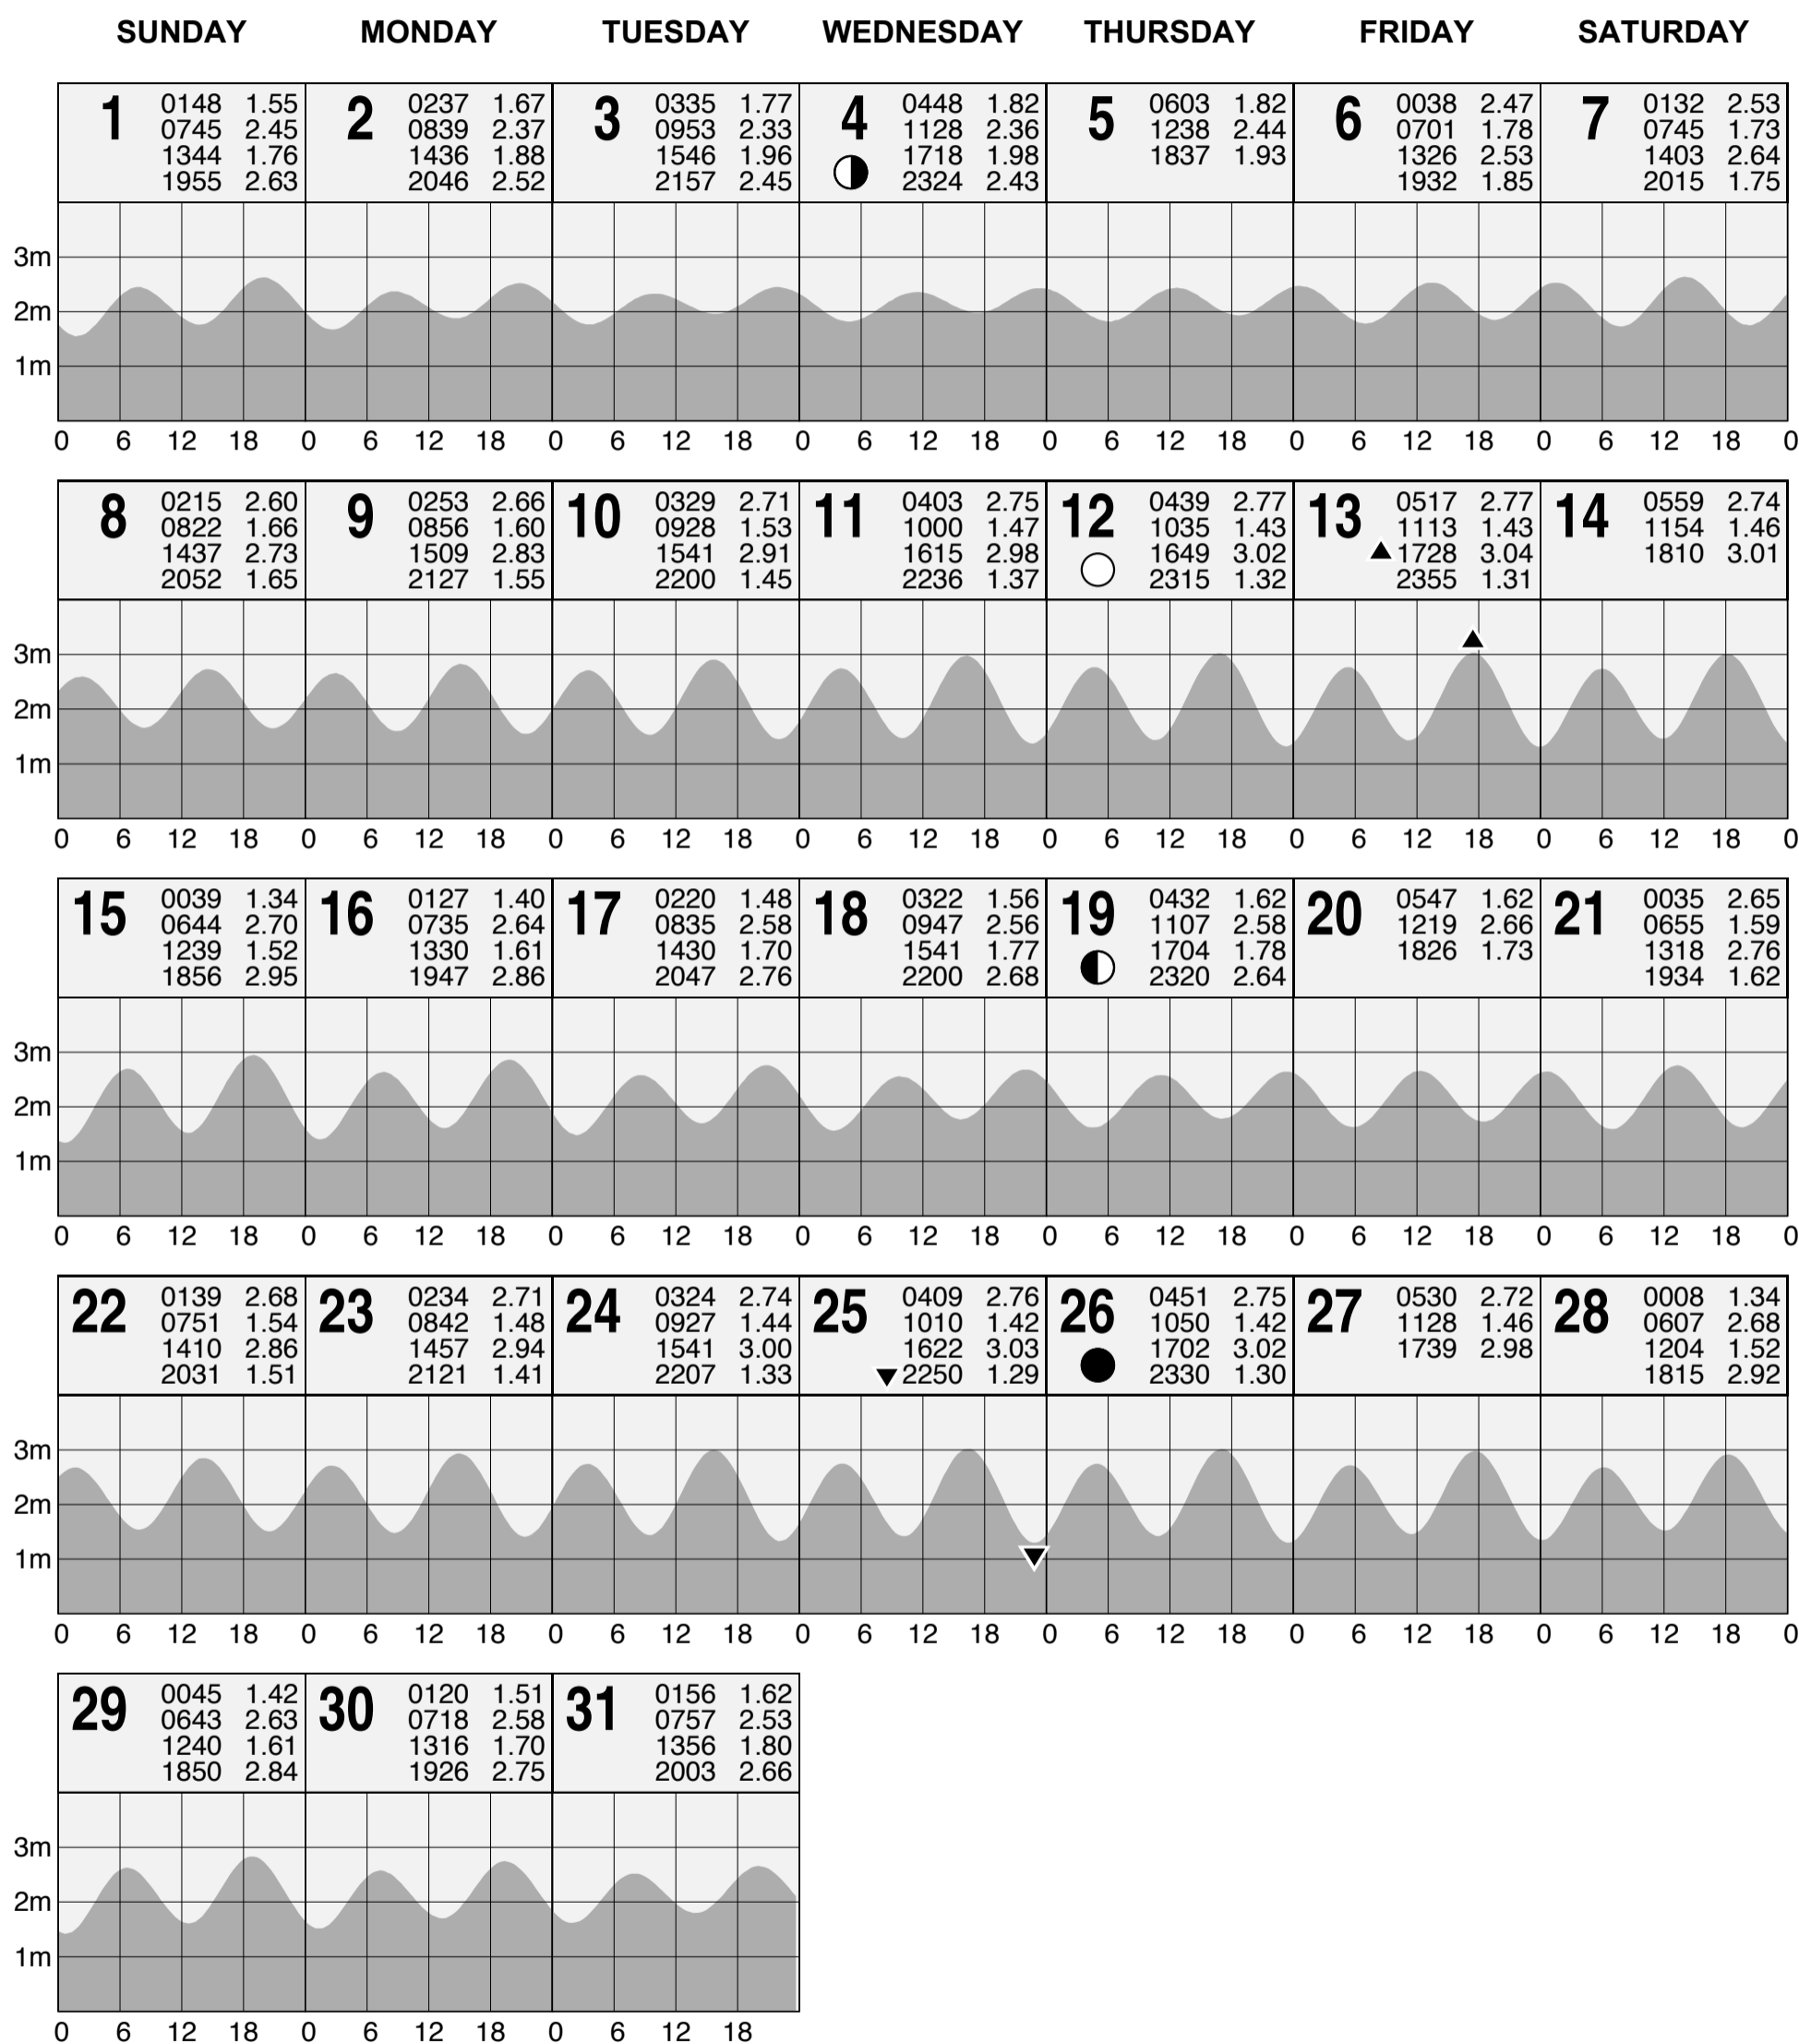 SUNDAY MONDAY TUESDAY WEDNESDAY THURSDAY FRIDAY SATURDAY
1 0148 1.55 2 0237 1.67 3 0335 1.77 4 0448 1.82 5 0603 1.82 6 0038 2.47 7 0132 2.53
0745 2.45 0839 2.37 0953 2.33 1128 2.36 1238 2.44 0701 1.78 0745 1.73
1344 1.76 1436 1.88 1546 1.96 1718 1.98 1837 1.93 1326 2.53 1403 2.64
1955 2.63 2046 2.52 2157 2.45 2324 2.43 1932 1.85 2015 1.75
3m
2m
1m
0 6 12 18 0 6 12 18 0 6 12 18 0 6 12 18 0 6 12 18 0 6 12 18 0 6 12 18 0
8 0215 2.60 9 0253 2.66 10 0329 2.71 11 0403 2.75 12 0439 2.77 13 0517 2.77 14 0559 2.74
0822 1.66 0856 1.60 0928 1.53 1000 1.47 1035 1.43 1113 1.43 1154 1.46
1437 2.73 1509 2.83 1541 2.91 1615 2.98 1649 3.02 1728 3.04 1810 3.01
2052 1.65 2127 1.55 2200 1.45 2236 1.37 2315 1.32 2355 1.31
3m
2m
1m
0 6 12 18 0 6 12 18 0 6 12 18 0 6 12 18 0 6 12 18 0 6 12 18 0 6 12 18 0
15 0039 1.34 16 0127 1.40 17 0220 1.48 18 0322 1.56 19 0432 1.62 20 0547 1.62 21 0035 2.65
0644 2.70 0735 2.64 0835 2.58 0947 2.56 1107 2.58 1219 2.66 0655 1.59
1239 1.52 1330 1.61 1430 1.70 1541 1.77 1704 1.78 1826 1.73 1318 2.76
1856 2.95 1947 2.86 2047 2.76 2200 2.68 2320 2.64 1934 1.62
3m
2m
1m
0 6 12 18 0 6 12 18 0 6 12 18 0 6 12 18 0 6 12 18 0 6 12 18 0 6 12 18 0
22 0139 2.68 23 0234 2.71 24 0324 2.74 25 0409 2.76 26 0451 2.75 27 0530 2.72 28 0008 1.34
0751 1.54 0842 1.48 0927 1.44 1010 1.42 1050 1.42 1128 1.46 0607 2.68
1410 2.86 1457 2.94 1541 3.00 1622 3.03 1702 3.02 1739 2.98 1204 1.52
2031 1.51 2121 1.41 2207 1.33 2250 1.29 2330 1.30 1815 2.92
3m
2m
1m
0 6 12 18 0 6 12 18 0 6 12 18 0 6 12 18 0 6 12 18 0 6 12 18 0 6 12 18 0
29 0045 1.42 30 0120 1.51 31 0156 1.62
0643 2.63 0718 2.58 0757 2.53
1240 1.61 1316 1.70 1356 1.80
1850 2.84 1926 2.75 2003 2.66
3m
2m
1m
0 6 12 18 0 6 12 18 0 6 12 18